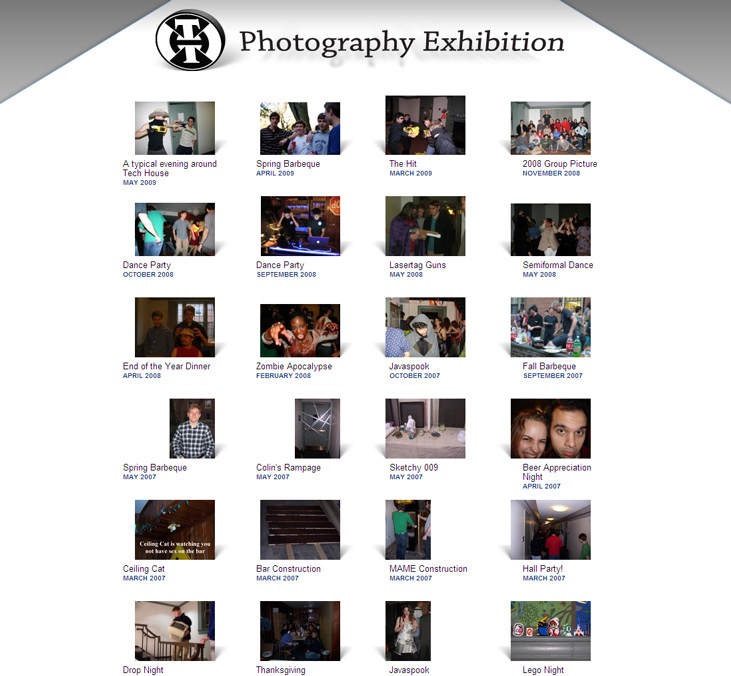 Photography Exhibition
A typical evening around
Tech House
MAY 2009
Spring Barbeque
APRIL 2009
The Hit
MARCH 2009
2008 Group Picture
NOVEMBER 2008
Dance Party
OCTOBER 2008
Dance Party
SEPTEMBER 2008
Lasertag Guns
MAY 2008
Semiformal Dance
MAY 2008
End of the Year Dinner
APRIL 2008
Zombie Apocalypse
FEBRUARY 2008
Javaspook
OCTOBER 2007
Fall Barbeque
SEPTEMBER 2007
Spring Barbeque
MAY 2007
Colin's Rampage
MAY 2007
Sketchy 009
MAY 2007
Beer Appreciation
Night
APRIL 2007
Ceiling Cat is watching you
not have sex on the bar
Ceiling Cat
MARCH 2007
Bar Construction
MARCH 2007
MAME Construction
MARCH 2007
Hall Party!
MARCH 2007
Drop Night
Thanksgiving
Javaspook
Lego Night